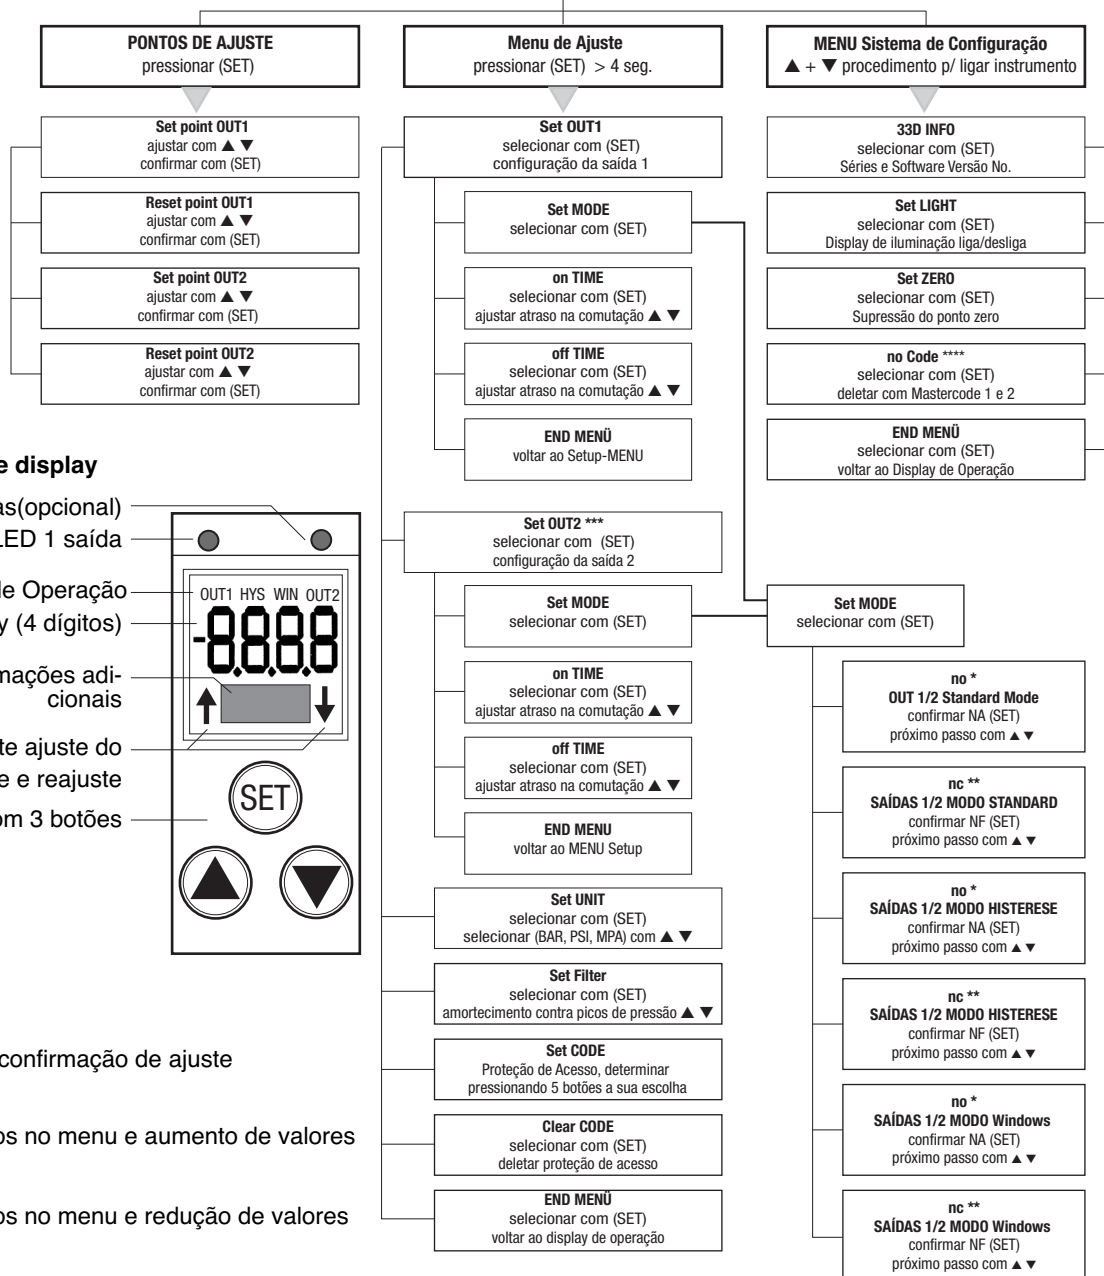 PONTOS DE AJUSTE
pressionar (SET)
Set point OUT1
ajustar com ▲ ▼
confirmar com (SET)
Reset point OUT1
ajustar com ▲ ▼
confirmar com (SET)
Set point OUT2
ajustar com ▲ ▼
confirmar com (SET)
Reset point OUT2
ajustar com ▲ ▼
confirmar com (SET)
Menu de Ajuste
pressionar (SET) > 4 seg.
Set OUT1
selecionar com (SET)
configuração da saída 1
Set MODE
selecionar com (SET)
on TIME
selecionar com (SET)
ajustar atraso na comutação ▲ ▼
off TIME
selecionar com (SET)
ajustar atraso na comutação ▲ ▼
END MENÜ
voltar ao Setup-MENU
Set OUT2 ***
selecionar com (SET)
configuração da saída 2
Set MODE
selecionar com (SET)
on TIME
selecionar com (SET)
ajustar atraso na comutação ▲ ▼
off TIME
selecionar com (SET)
ajustar atraso na comutação ▲ ▼
END MENU
voltar ao MENU Setup
Set UNIT
selecionar com (SET)
selecionar (BAR, PSI, MPA) com ▲ ▼
Set Filter
selecionar com (SET)
amortecimento contra picos de pressão ▲ ▼
Set CODE
Proteção de Acesso, determinar
pressionando 5 botões a sua escolha
Clear CODE
selecionar com (SET)
deletar proteção de acesso
END MENÜ
selecionar com (SET)
voltar ao display de operação
MENU Sistema de Configuração
▲ + ▼ procedimento p/ ligar instrumento
33D INFO
selecionar com (SET)
Séries e Software Versão No.
Set LIGHT
selecionar com (SET)
Display de iluminação liga/desliga
Set ZERO
selecionar com (SET)
Supressão do ponto zero
no Code ****
selecionar com (SET)
deletar com Mastercode 1 e 2
END MENÜ
selecionar com (SET)
voltar ao Display de Operação
Set MODE
selecionar com (SET)
no *
OUT 1/2 Standard Mode
confirmar NA (SET)
próximo passo com ▲ ▼
nc **
SAÍDAS 1/2 MODO STANDARD
confirmar NF (SET)
próximo passo com ▲ ▼
no *
SAÍDAS 1/2 MODO HISTERESE
confirmar NA (SET)
próximo passo com ▲ ▼
nc **
SAÍDAS 1/2 MODO HISTERESE
confirmar NF (SET)
próximo passo com ▲ ▼
no *
SAÍDAS 1/2 MODO Windows
confirmar NA (SET)
próximo passo com ▲ ▼
nc **
SAÍDAS 1/2 MODO Windows
confirmar NF (SET)
próximo passo com ▲ ▼
e display
as(opcional)
LED 1 saída
de Operação
y (4 dígitos)
mações adi-
cionais
te ajuste do
e e reajuste
om 3 botões
OUT1 HYS WIN OUT2
-8.8.8.8
SET
confirmação de ajuste
os no menu e aumento de valores
os no menu e redução de valores